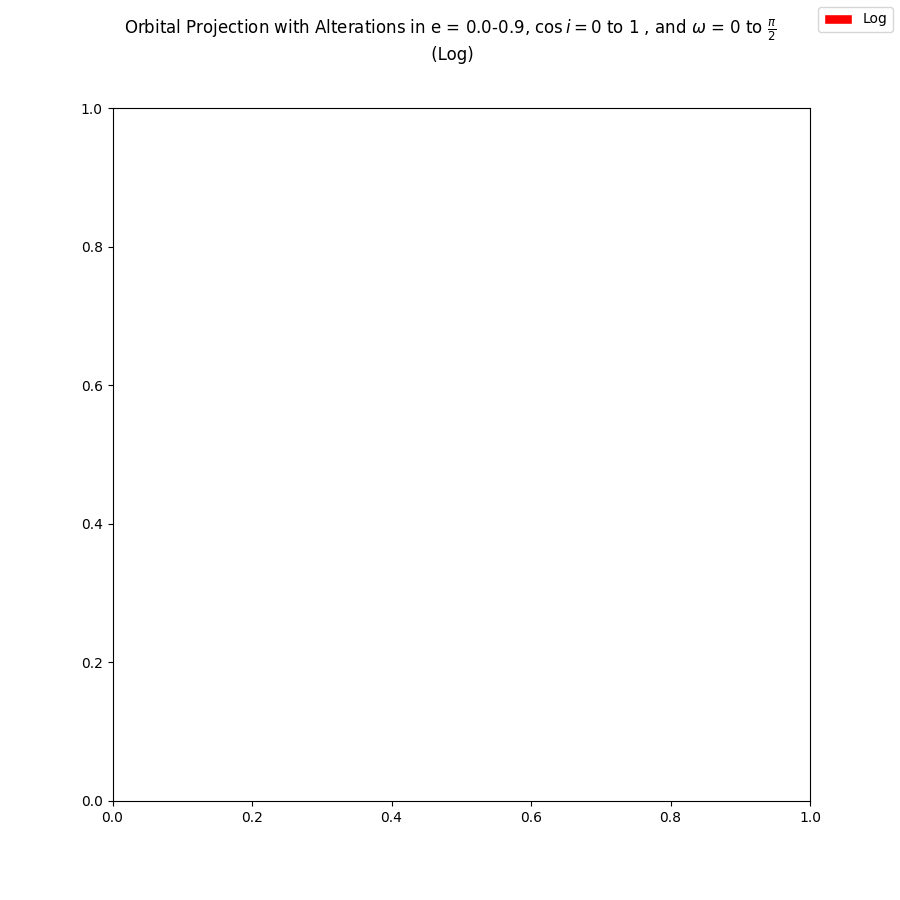 Orbital Projection with Alterations in e = 0.0-0.9, cos i = 0 to 1 , and ω = 0 to π/2
(Log)
Log
1.0
0.8
0.6
0.4
0.2
0.0
0.0 0.2 0.4 0.6 0.8 1.0